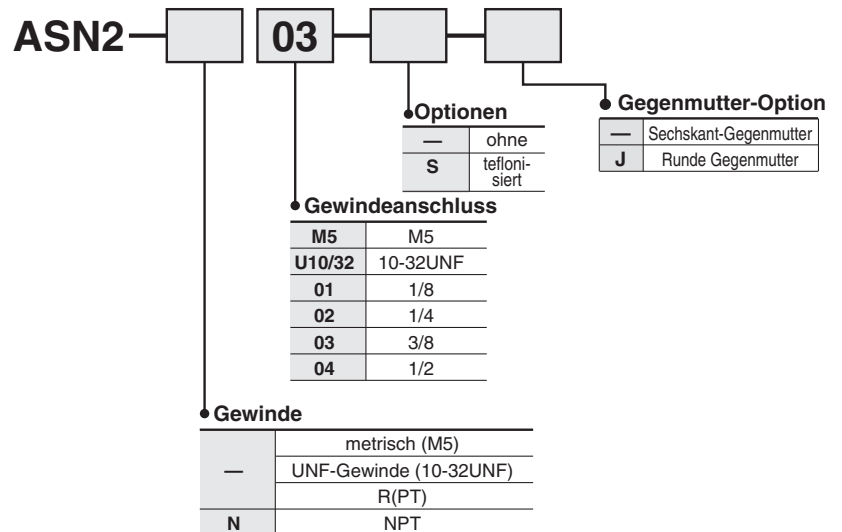 ASN2— 03 — —
Optionen
— ohne
S tefloni-
siert
Gegenmutter-Option
— Sechskant-Gegenmutter
J Runde Gegenmutter
Gewindeanschluss
M5 M5
U10/32 10-32UNF
01 1/8
02 1/4
03 3/8
04 1/2
Gewinde
metrisch (M5)
— UNF-Gewinde (10-32UNF)
R(PT)
N NPT